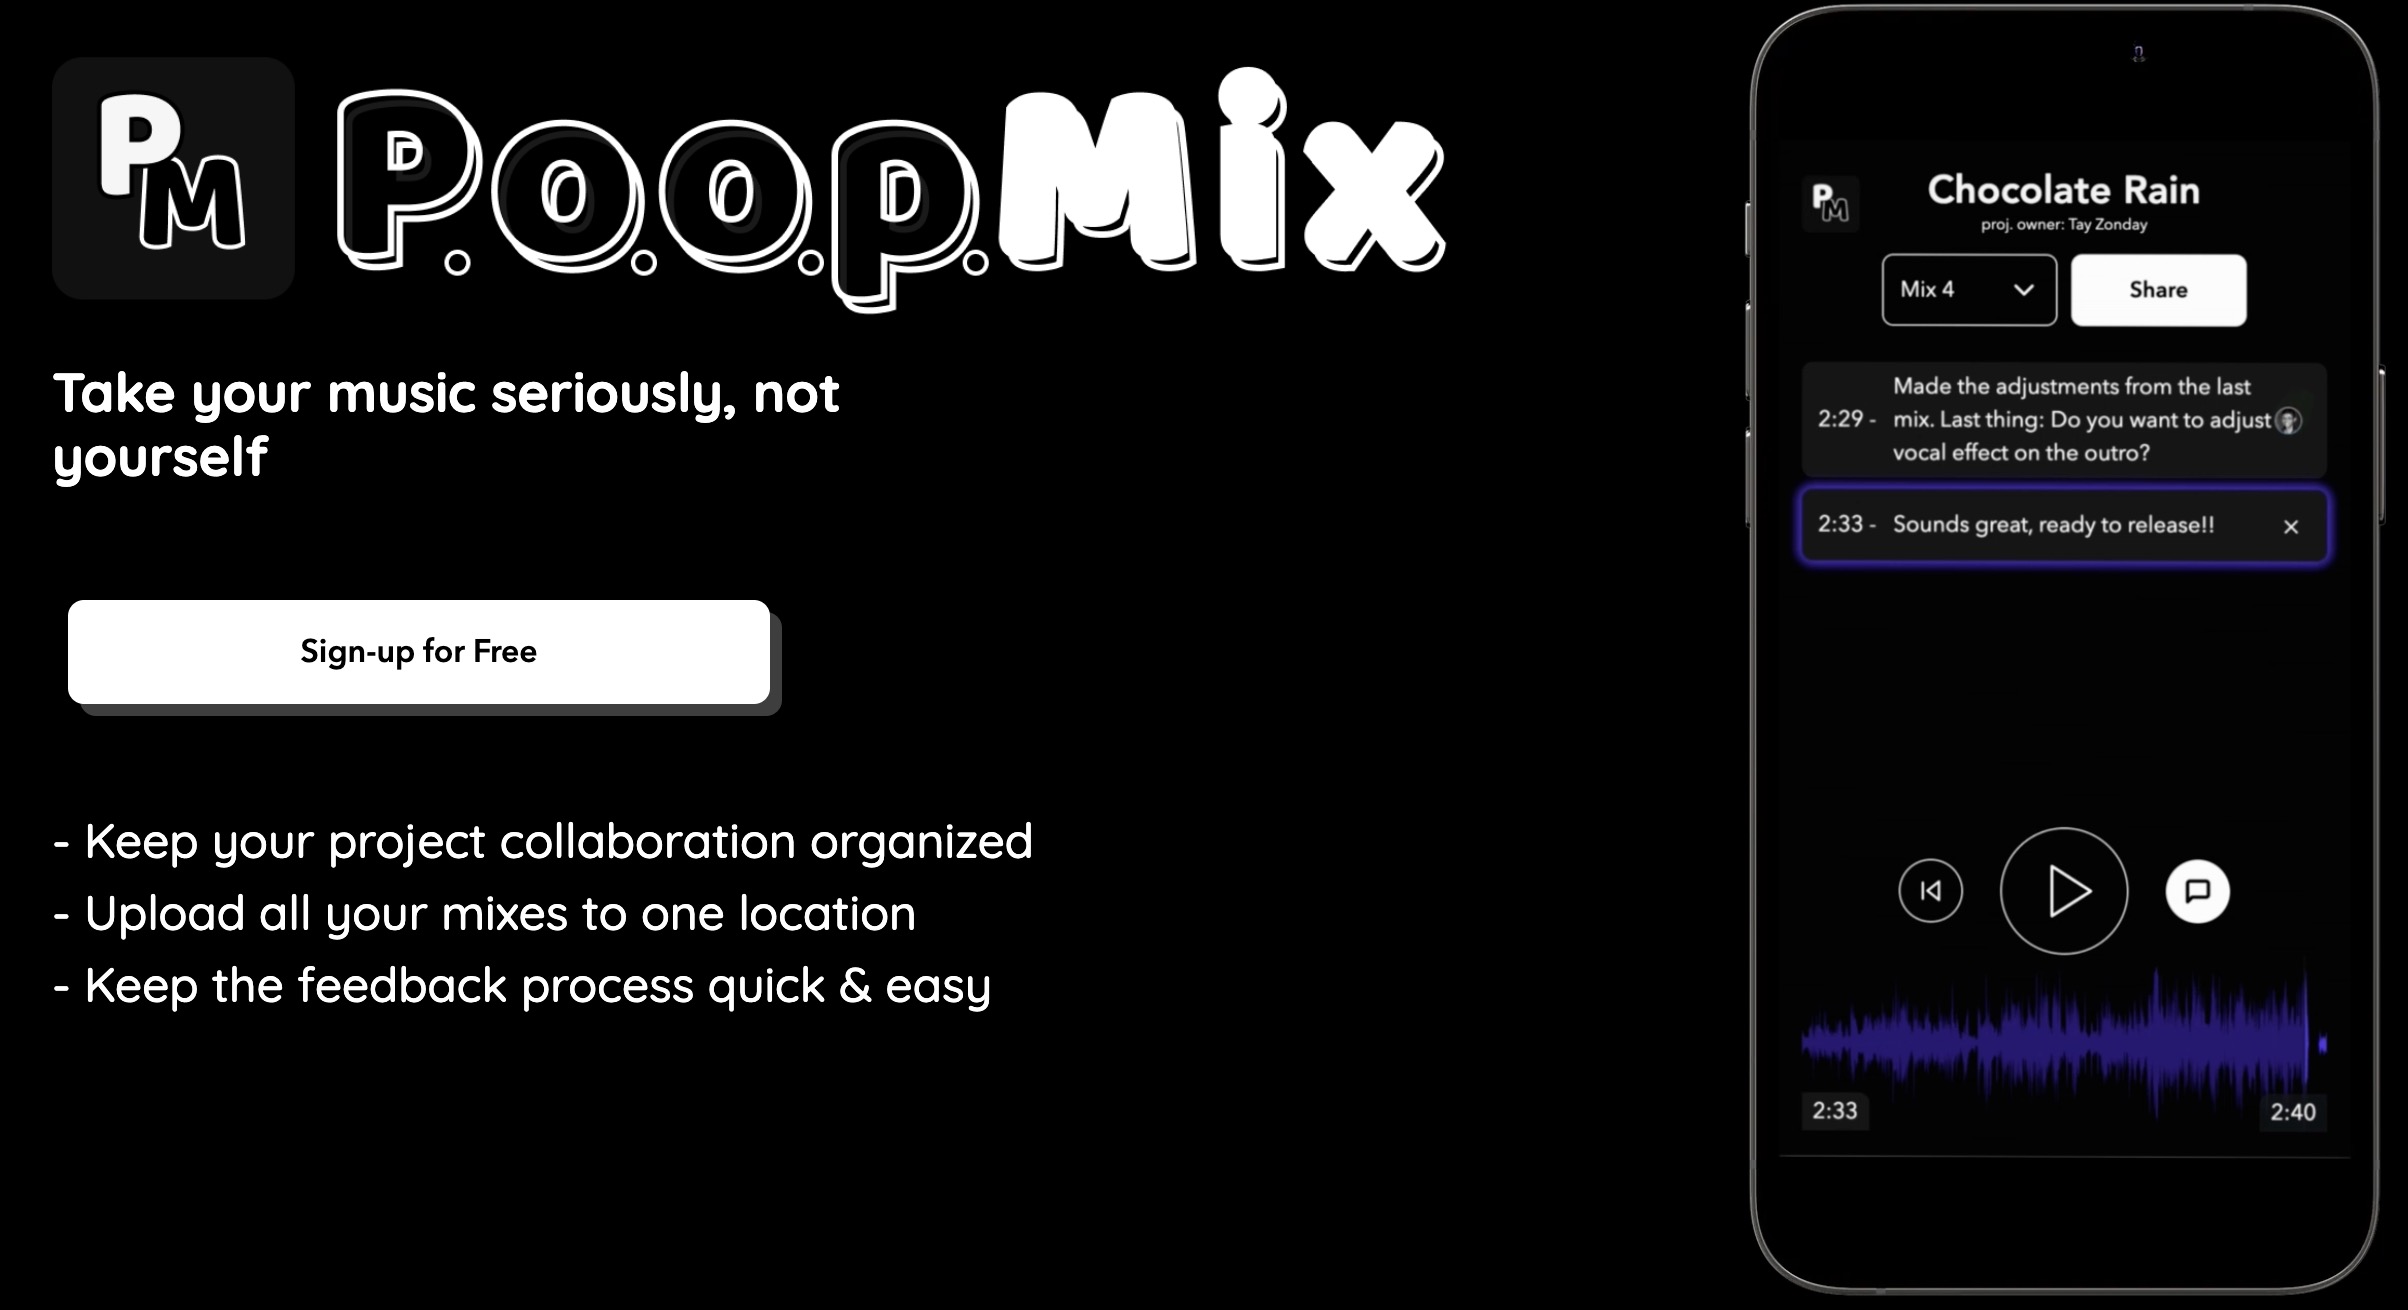 PM
P.o.o.p.Mix
Take your music seriously, not
yourself
Sign-up for Free
- Keep your project collaboration organized
- Upload all your mixes to one location
- Keep the feedback process quick & easy
PM
Chocolate Rain
proj. owner: Tay Zonday
Mix 4
Share
Made the adjustments from the last
2:29 - mix. Last thing: Do you want to adjust
vocal effect on the outro?
2:33 - Sounds great, ready to release!!
2:33
2:40